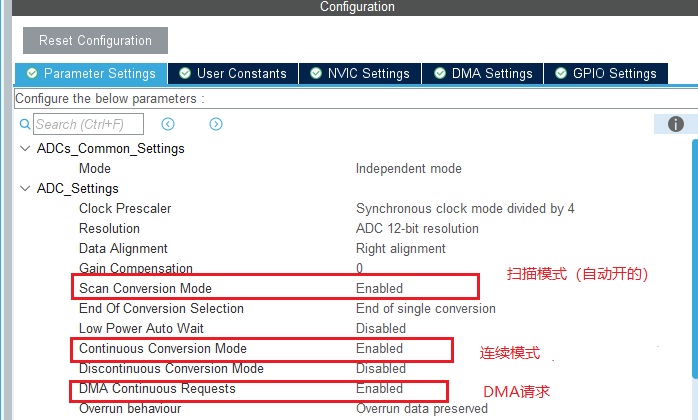 Configuration
Reset Configuration
Parameter Settings User Constants NVIC Settings DMA Settings GPIO Settings
Configure the below parameters :
Search (Ctrl+F)
ADCs_Common_Settings
Mode Independent mode
ADC_Settings
Clock Prescaler Synchronous clock mode divided by 4
Resolution ADC 12-bit resolution
Data Alignment Right alignment
Gain Compensation 0
Scan Conversion Mode Enabled 扫描模式（自动开的）
End Of Conversion Selection End of single conversion
Low Power Auto Wait Disabled
Continuous Conversion Mode Enabled 连续模式
Discontinuous Conversion Mode Disabled
DMA Continuous Requests Enabled DMA请求
Overrun behaviour Overrun data preserved